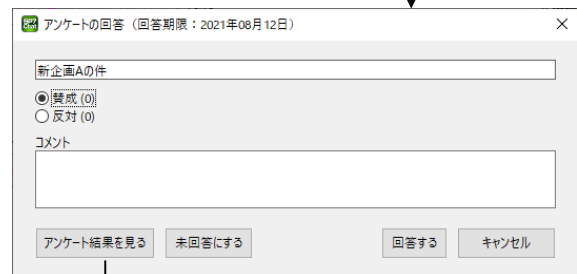 アンケートの回答（回答期限：2021年08月12日）
新企画Aの件
賛成 (0)
反対 (0)
コメント
アンケート結果を見る 未回答にする 回答する キャンセル